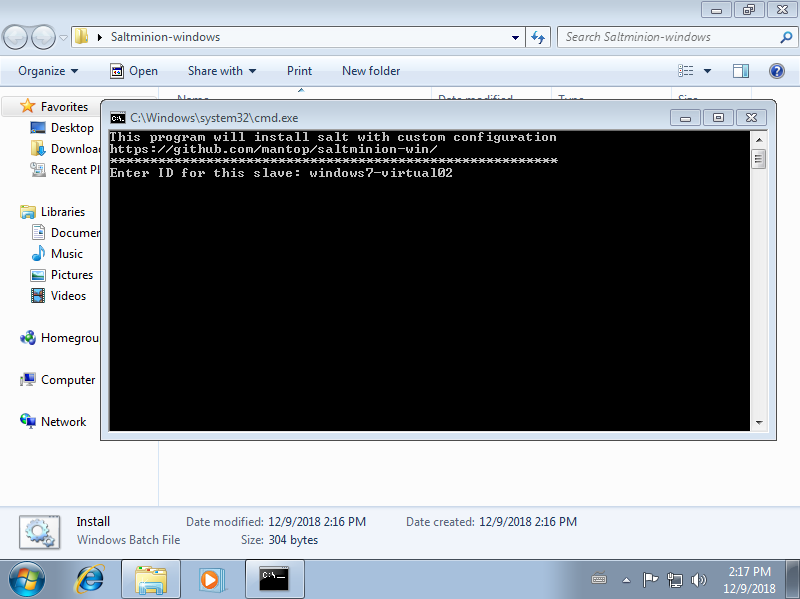 Saltminion-windows
Search Saltminion-windows
Organize
Open
Share with
Print
New folder
Name
Date modified
Type
Size
Favorites
Desktop
Recent
Libraries
Music
Pictures
Videos
Computer
Network
C:\Windows\system32\cmd.exe
This program will install salt with custom configuration
https://github.com/mantop/saltminion-win/
********************************************************
Enter ID for this slave: windows7-virtual02
Install
Date modified: 12/9/2018 2:16 PM
Date created: 12/9/2018 2:16 PM
Windows Batch File
Size: 304 bytes
C:\_
2:17 PM
12/9/2018